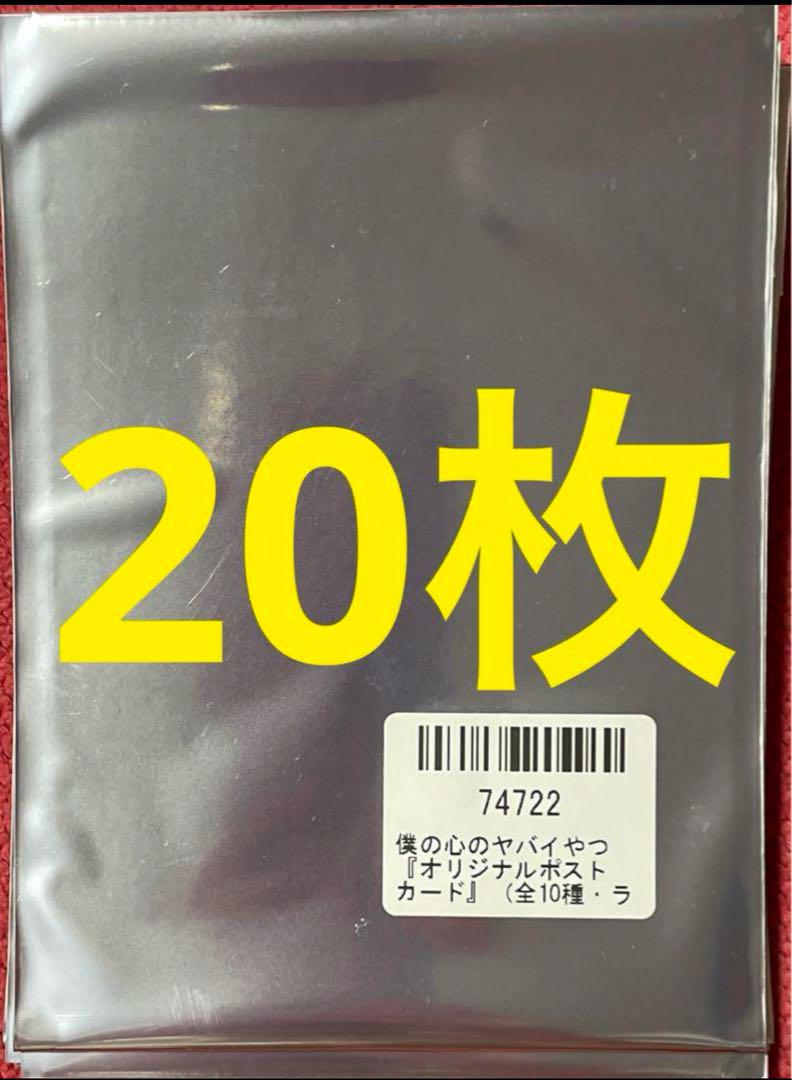 20枚
74722
僕の心のヤバイやつ
『オリジナルポスト
カード』（全10種・ラ